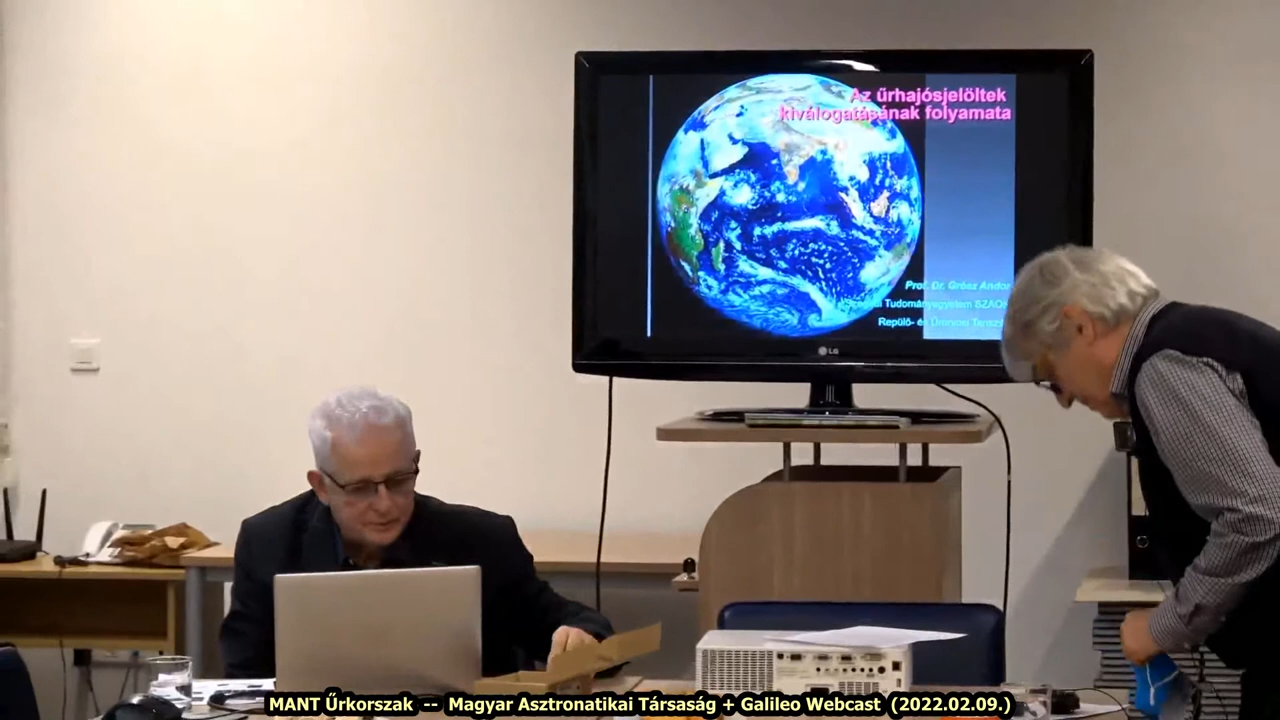 Az űrhajósjelöltek
kiválogatásának folyamata
Prof. Dr. Grósz Andor
Tudományegyetem SZAOK
Repülő- és Űrorvosi Tanszék
LG
MANT Űrkorszak -- Magyar Asztronatikai Társaság + Galileo Webcast (2022.02.09.)